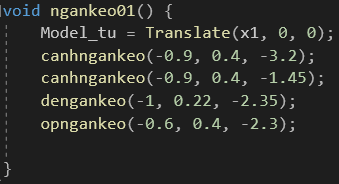 void ngankeo01() {
Model_tu = Translate(x1, 0, 0);
canhngankeo(-0.9, 0.4, -3.2);
canhngankeo(-0.9, 0.4, -1.45);
dengankeo(-1, 0.22, -2.35);
opngankeo(-0.6, 0.4, -2.3);
}